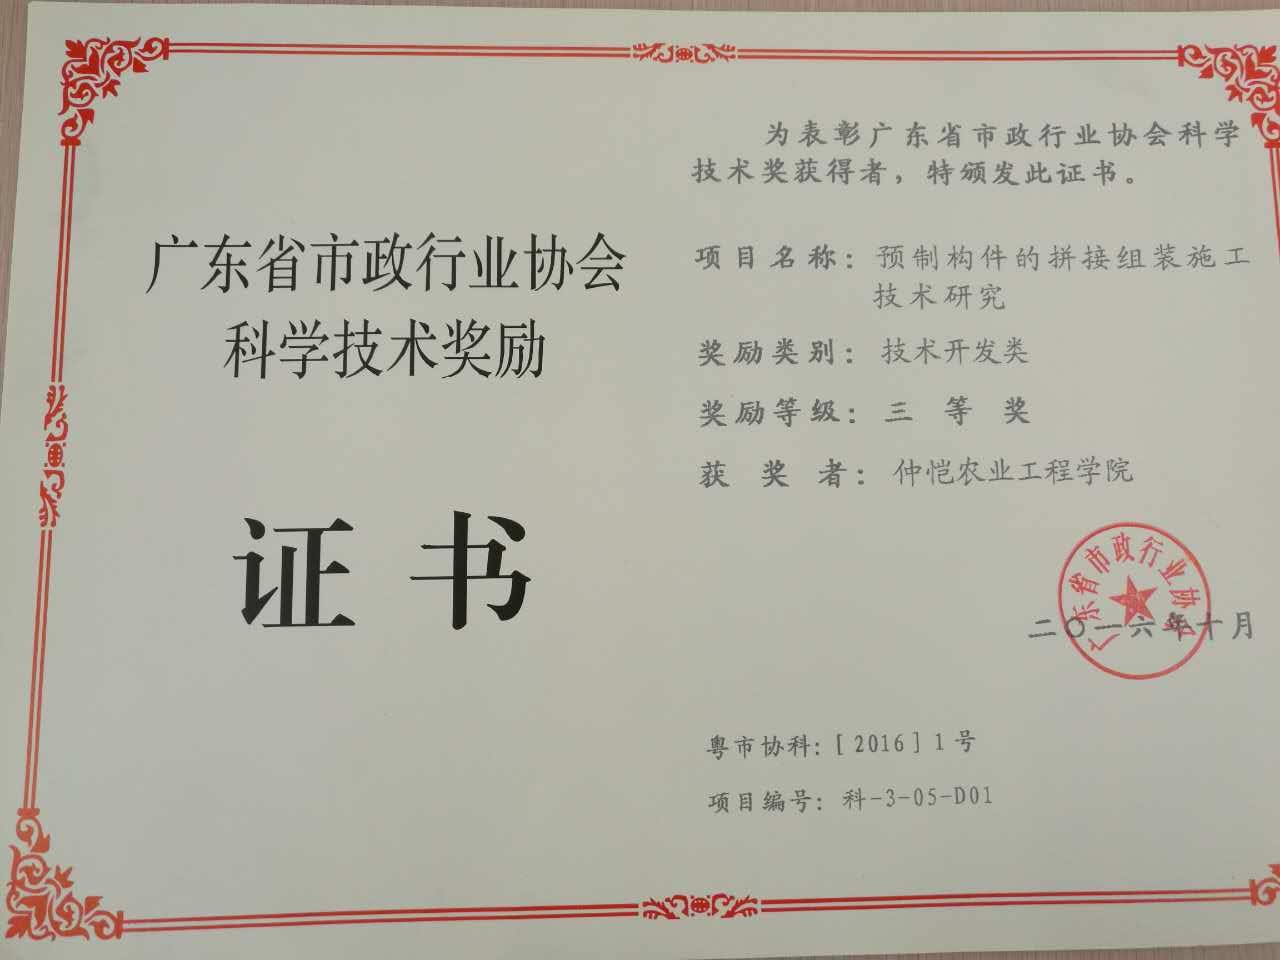 广东省市政行业协会
科学技术奖励
证书
为表彰广东省市政行业协会科学
技术奖获得者，特颁发此证书。
项目名称：预制构件的拼接组装施工
技术研究
奖励类别：技术开发类
奖励等级：三等奖
获奖者：仲恺农业工程学院
广东省市政行业协会
二〇一六年十月
粤市协科:[2016]1号
项目编号：科-3-05-D01